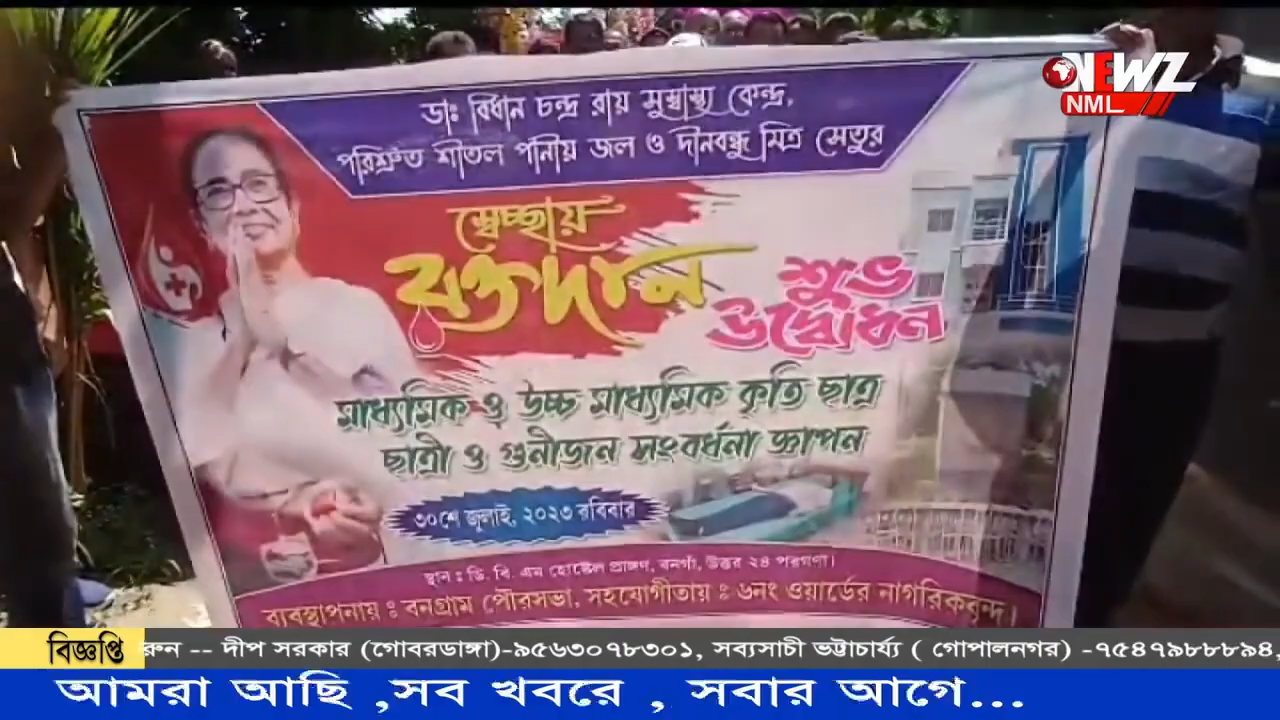 NEWZ
NML
ডাঃ বিধান চন্দ্র রায় সুস্বাস্থ্য কেন্দ্র,
পরিশ্রুত শীতল পানীয় জল ও দীনবন্ধু মিত্র সেতুর
স্বেচ্ছায়
রক্তদান
শুভ
উদ্বোধন
মাধ্যমিক ও উচ্চ মাধ্যমিক কৃতি ছাত্র
ছাত্রী ও গুনীজন সংবর্ধনা জ্ঞাপন
৩০শে জুলাই, ২০২৩ রবিবার
স্থান : ডি. বি. এন হোস্টেল প্রাঙ্গণ, বনগাঁ, উত্তর ২৪ পরগণা।
ব্যবস্থাপনায় : বনগ্রাম পৌরসভা, সহযোগীতায় : ৬নং ওয়ার্ডের নাগরিকবৃন্দ।
বিজ্ঞপ্তি
রুন -- দীপ সরকার (গোবরডাঙ্গা)-৯৫৬৩০৭৮৩০১, সব্যসাচী ভট্টাচার্য্য ( গোপালনগর) -৭৫৪৭৯৮৮৮৯৪,
আমরা আছি ,সব খবরে , সবার আগে...